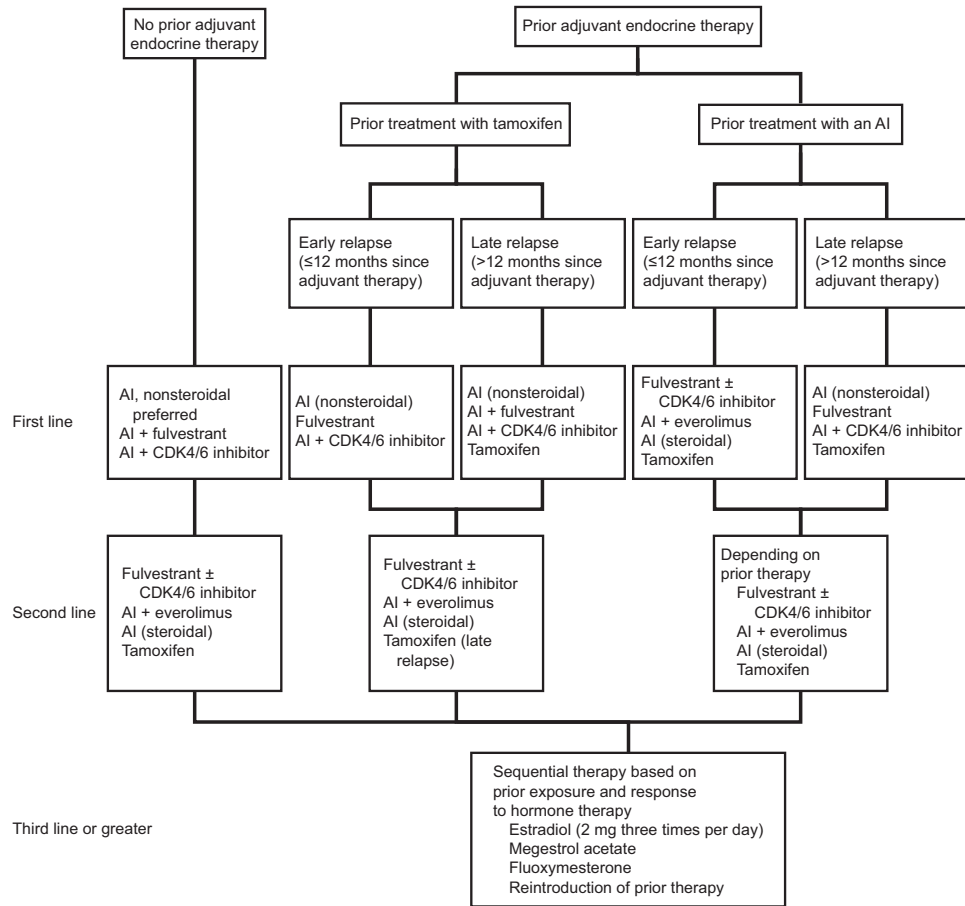 No prior adjuvant
endocrine therapy
Prior adjuvant endocrine therapy
Prior treatment with tamoxifen
Prior treatment with an AI
Early relapse
(≤12 months since
adjuvant therapy)
Late relapse
(>12 months since
adjuvant therapy)
Early relapse
(≤12 months since
adjuvant therapy)
Late relapse
(>12 months since
adjuvant therapy)
First line
AI, nonsteroidal
preferred
AI + fulvestrant
AI + CDK4/6 inhibitor
AI (nonsteroidal)
Fulvestrant
AI + CDK4/6 inhibitor
AI (nonsteroidal)
AI + fulvestrant
AI + CDK4/6 inhibitor
Tamoxifen
Fulvestrant ±
CDK4/6 inhibitor
AI + everolimus
AI (steroidal)
Tamoxifen
AI (nonsteroidal)
Fulvestrant
AI + CDK4/6 inhibitor
Tamoxifen
Second line
Fulvestrant ±
CDK4/6 inhibitor
AI + everolimus
AI (steroidal)
Tamoxifen
Fulvestrant ±
CDK4/6 inhibitor
AI + everolimus
AI (steroidal)
Tamoxifen (late
relapse)
Depending on
prior therapy
Fulvestrant ±
CDK4/6 inhibitor
AI + everolimus
AI (steroidal)
Tamoxifen
Third line or greater
Sequential therapy based on
prior exposure and response
to hormone therapy
Estradiol (2 mg three times per day)
Megestrol acetate
Fluoxymesterone
Reintroduction of prior therapy